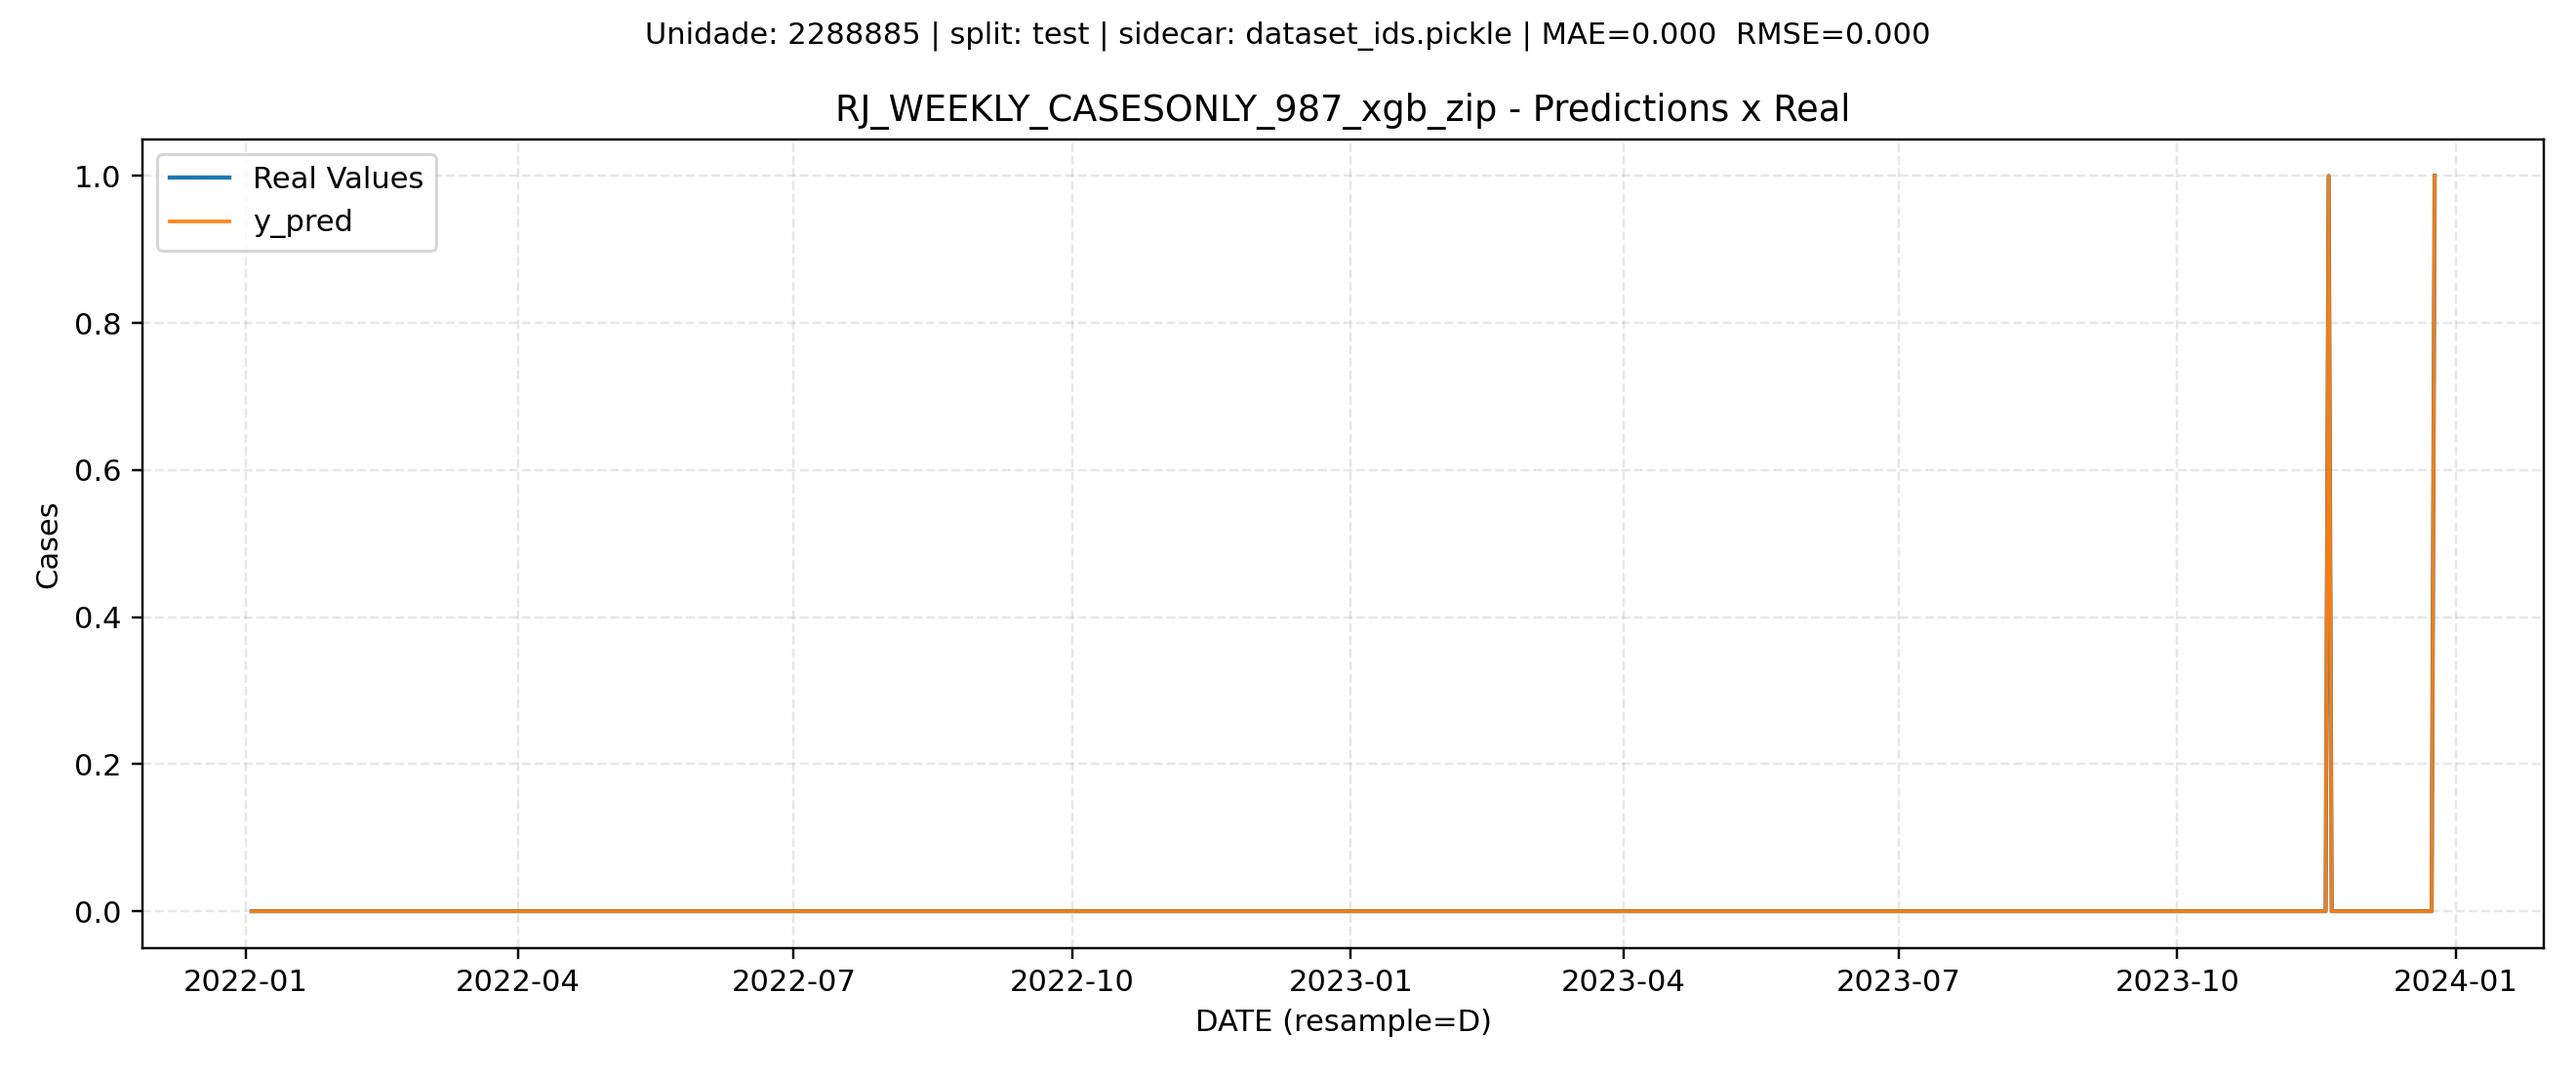 Unidade: 2288885 | split: test | sidecar: dataset_ids.pickle | MAE=0.000  RMSE=0.000
RJ_WEEKLY_CASESONLY_987_xgb_zip - Predictions x Real
Real Values
y_pred
1.0
0.8
0.6
0.4
0.2
0.0
Cases
2022-01 2022-04 2022-07 2022-10 2023-01 2023-04 2023-07 2023-10 2024-01
DATE (resample=D)